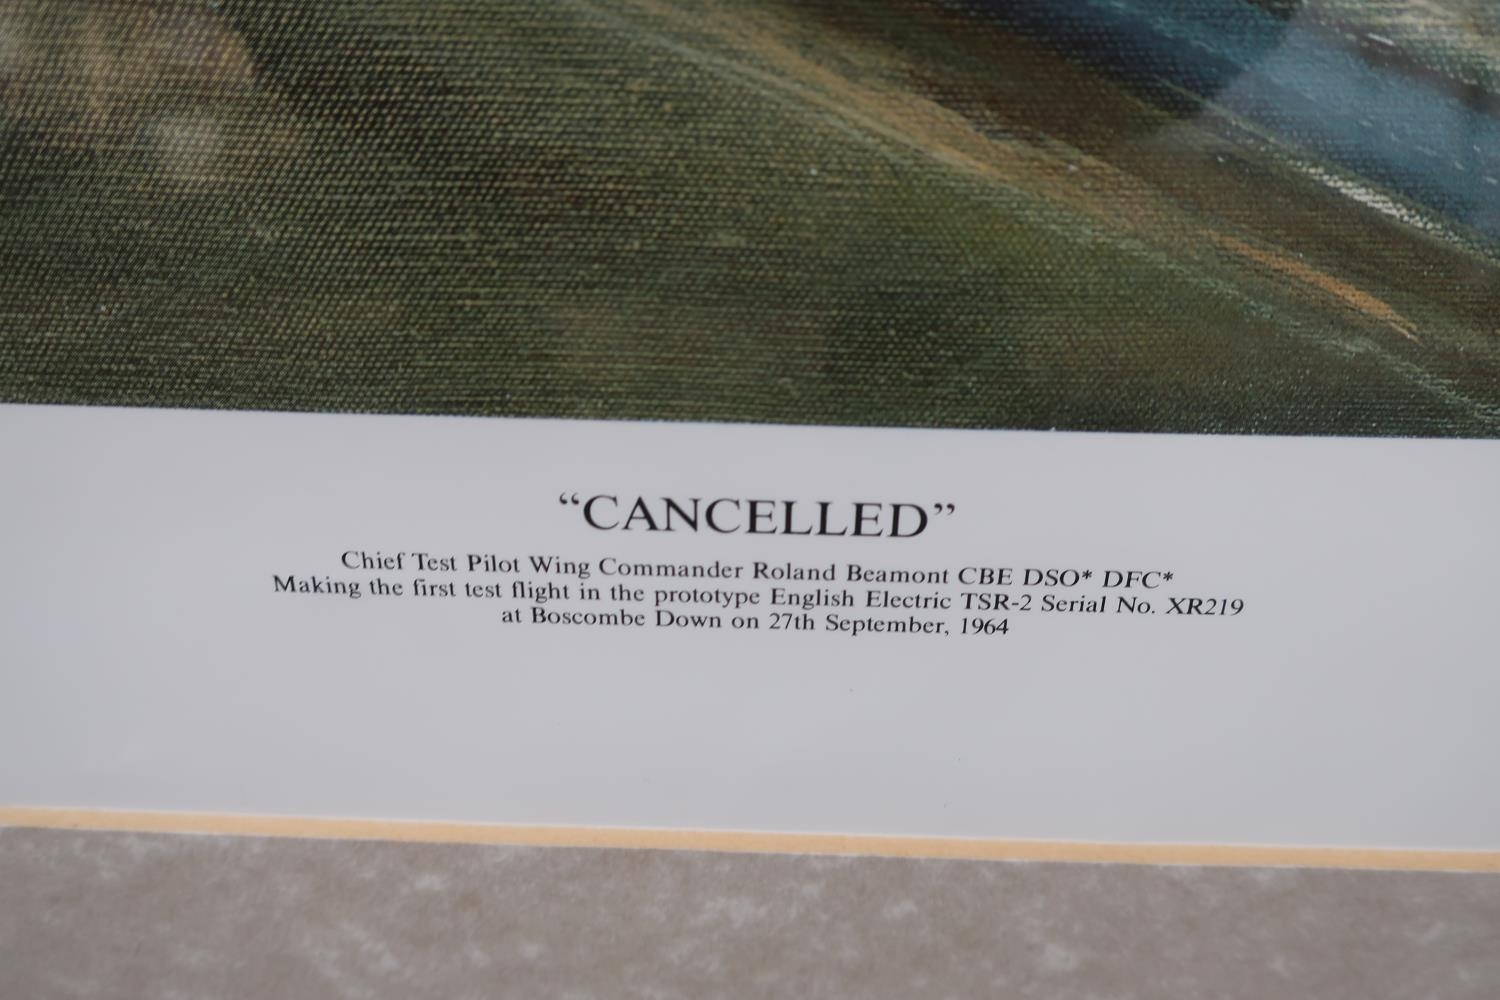 “CANCELLED”
Chief Test Pilot Wing Commander Roland Beamont CBE DSO* DFC*
Making the first test flight in the prototype English Electric TSR-2 Serial No. XR219
at Boscombe Down on 27th September, 1964